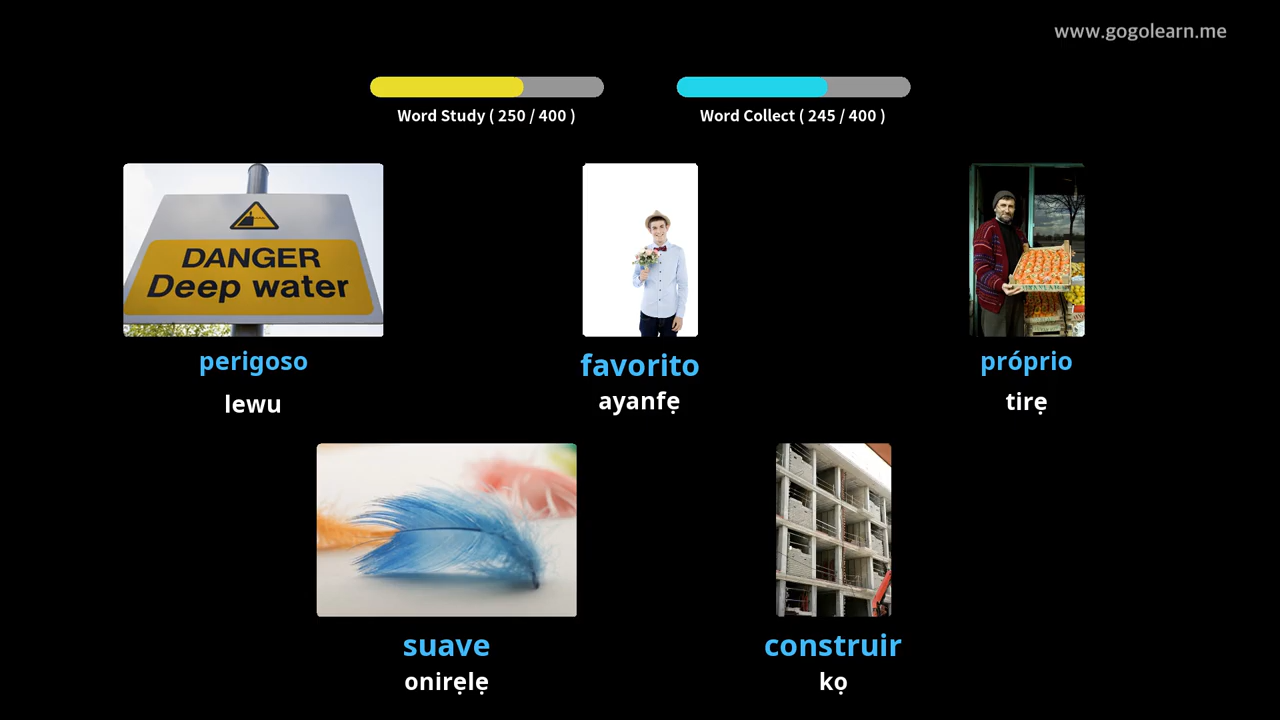 www.gogolearn.me
Word Study ( 250 / 400 )
Word Collect ( 245 / 400 )
DANGER
Deep water
perigoso
favorito
próprio
lewu
ayanfẹ
tirẹ
suave
construir
onirẹlẹ
kọ